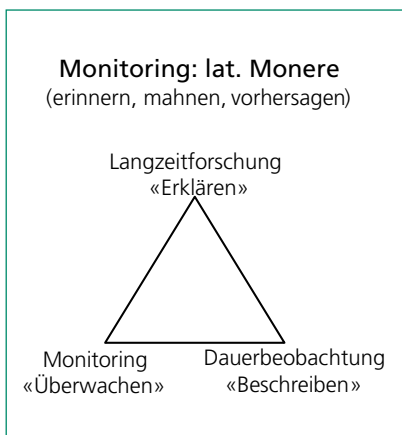 Monitoring: lat. Monere
(erinnern, mahnen, vorhersagen)
Langzeitforschung
«Erklären»
Monitoring
«Überwachen»
Dauerbeobachtung
«Beschreiben»